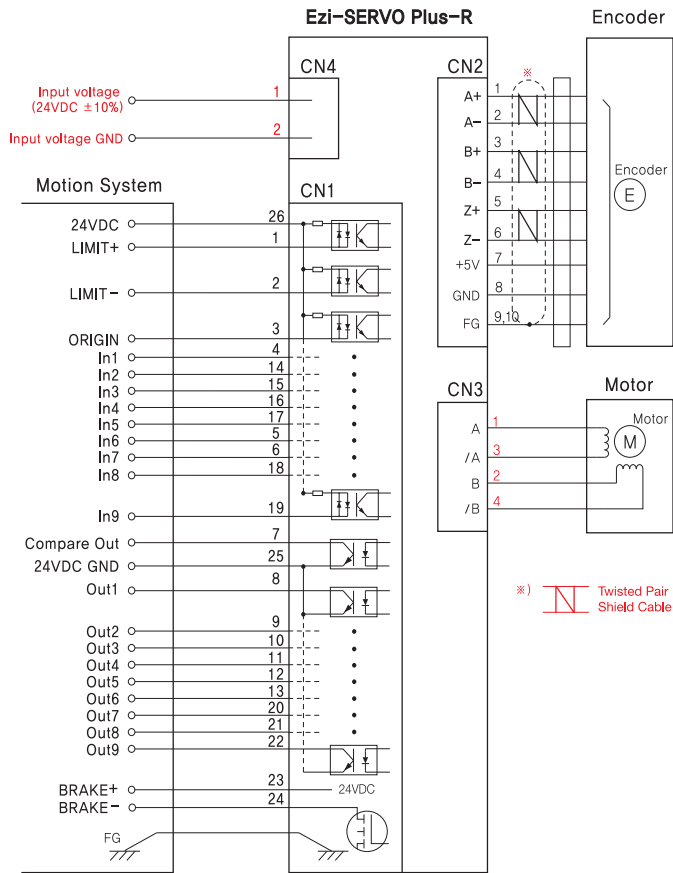 Ezi-SERVO Plus-R
Encoder
CN4
CN2
※
Input voltage
(24VDC ±10%)
1
Input voltage GND
2
A+ 1
A- 2
B+ 3
B- 4
Z+ 5
Z- 6
+5V 7
GND 8
FG 9,10
Encoder
E
Motion System
CN1
24VDC 26
LIMIT+ 1
LIMIT- 2
ORIGIN 3
In1 4
In2 14
In3 15
In4 16
In5 17
In6 5
In7 6
In8 18
In9 19
Compare Out 7
24VDC GND 25
Out1 8
Out2 9
Out3 10
Out4 11
Out5 12
Out6 13
Out7 20
Out8 21
Out9 22
BRAKE+ 23
24VDC
BRAKE- 24
FG
CN3
Motor
A 1
/A 3
B 2
/B 4
Motor
M
※) Twisted Pair
Shield Cable